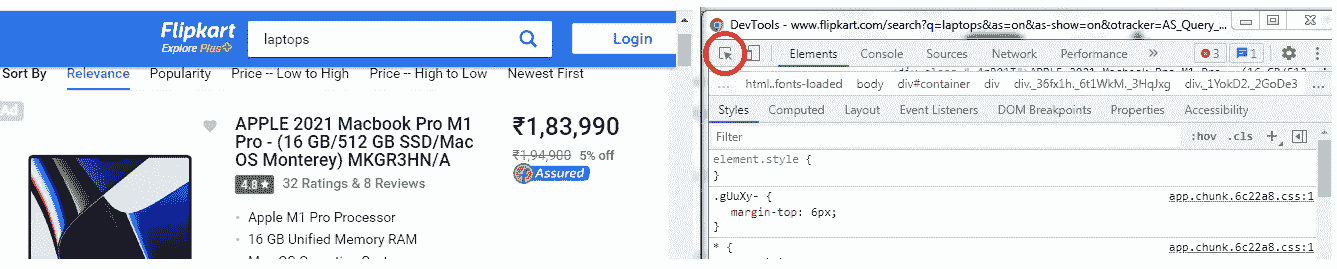 Flipkart
Explore Plus
laptops
Login
Sort By Relevance Popularity Price -- Low to High Price -- High to Low Newest First
Ad
APPLE 2021 Macbook Pro M1
Pro - (16 GB/512 GB SSD/Mac
OS Monterey) MKGR3HN/A
4.8★ 32 Ratings & 8 Reviews
• Apple M1 Pro Processor
• 16 GB Unified Memory RAM
₹1,83,990
₹1,94,900 5% off
Assured
DevTools - www.flipkart.com/search?q=laptops&as=on&as-show=on&otracker=AS_Query_...
Elements Console Sources Network Performance » 3 1
... html.fonts-loaded body div#container div div._36fx1h._6t1WkM._3HqJxg div._1YokD2._2GoDe3 ...
Styles Computed Layout Event Listeners DOM Breakpoints Properties Accessibility
Filter :hov .cls +
element.style {
}
.gUuXy- { app.chunk.6c22a8.css:1
margin-top: 6px;
}
* { app.chunk.6c22a8.css:1